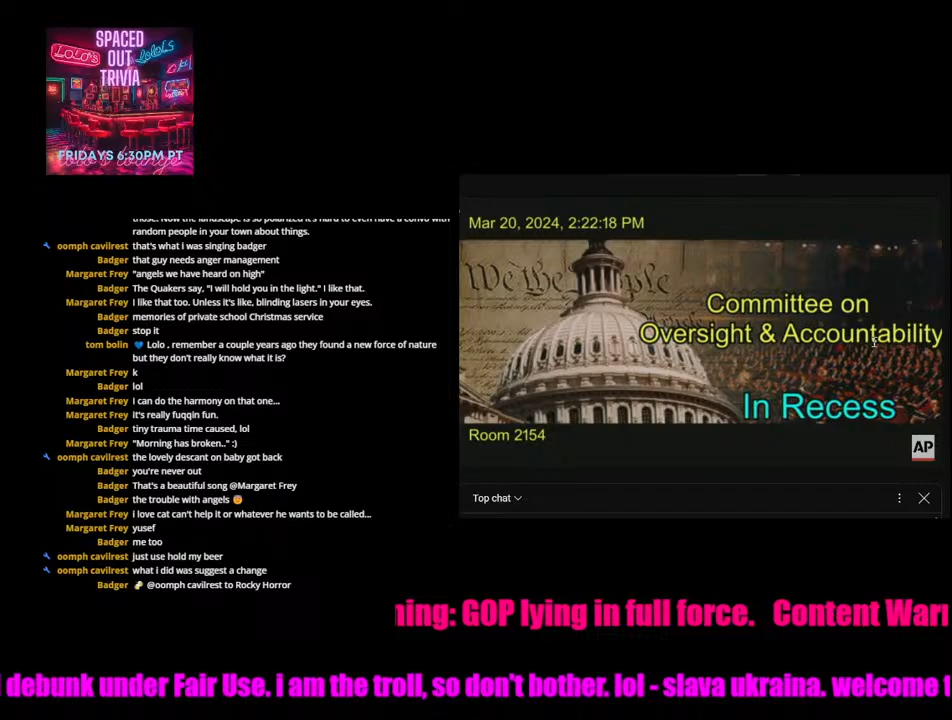 SPACED
OUT
TRIVIA
LOLO'S
LoLoLS
FRIDAYS 6:30PM PT
lolo's lounge
those. Now the landscape is so polarized it's hard to even have a convo with
random people in your town about things.
oomph cavilrest that's what i was singing badger
Badger that guy needs anger management
Margaret Frey "angels we have heard on high"
Badger The Quakers say, "I will hold you in the light." I like that.
Margaret Frey I like that too. Unless it's like, blinding lasers in your eyes.
Badger memories of private school Christmas service
Badger stop it
tom bolin 💙 Lolo , remember a couple years ago they found a new force of nature
but they don't really know what it is?
Margaret Frey k
Badger lol
Margaret Frey I can do the harmony on that one...
Margaret Frey it's really fuqqin fun.
Badger tiny trauma time caused, lol
Margaret Frey "Morning has broken.." :)
oomph cavilrest the lovely descant on baby got back
Badger you're never out
Badger That's a beautiful song @Margaret Frey
Badger the trouble with angels 😇
Margaret Frey i love cat can't help it or whatever he wants to be called...
Margaret Frey yusef
Badger me too
oomph cavilrest just use hold my beer
oomph cavilrest what i did was suggest a change
Badger @oomph cavilrest to Rocky Horror
Mar 20, 2024, 2:22:18 PM
We the People
Committee on
Oversight & Accountability
In Recess
Room 2154
AP
Top chat
ning: GOP lying in full force. Content Warn
debunk under Fair Use. i am the troll, so don't bother. lol - slava ukraina. welcome t